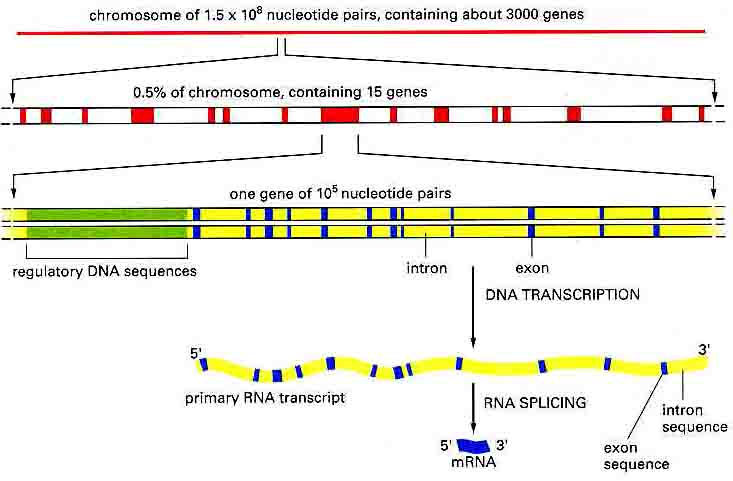 chromosome of 1.5 x 10⁸ nucleotide pairs, containing about 3000 genes
0.5% of chromosome, containing 15 genes
one gene of 10⁵ nucleotide pairs
regulatory DNA sequences
intron
exon
DNA TRANSCRIPTION
5'
3'
primary RNA transcript
RNA SPLICING
intron
sequence
5'
3'
mRNA
exon
sequence